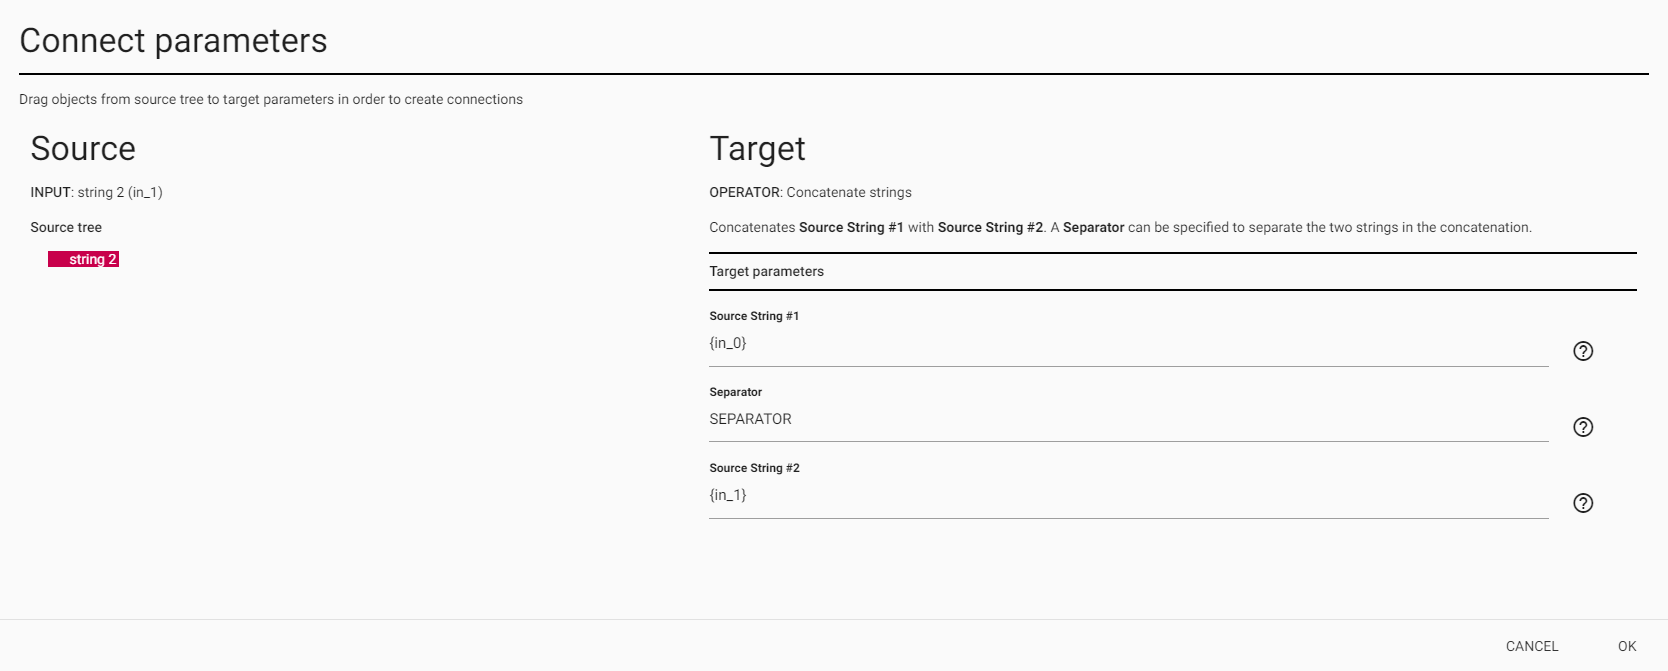 Connect parameters
Drag objects from source tree to target parameters in order to create connections
Source
INPUT: string 2 (in_1)
Source tree
string 2
Target
OPERATOR: Concatenate strings
Concatenates Source String #1 with Source String #2. A Separator can be specified to separate the two strings in the concatenation.
Target parameters
Source String #1
{in_0}
Separator
SEPARATOR
Source String #2
{in_1}
CANCEL
OK